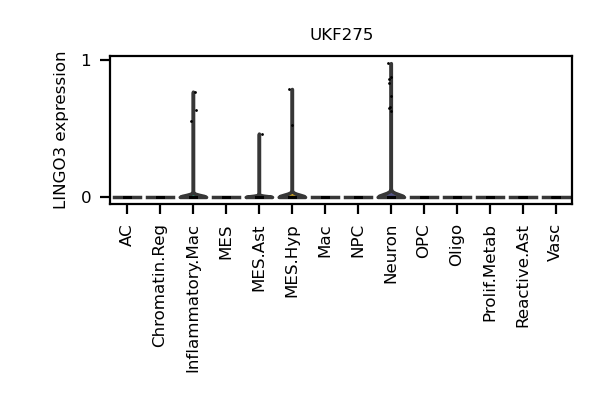 UKF275
LINGO3 expression
1
0
AC
Chromatin.Reg
Inflammatory.Mac
MES
MES.Ast
MES.Hyp
Mac
NPC
Neuron
OPC
Oligo
Prolif.Metab
Reactive.Ast
Vasc